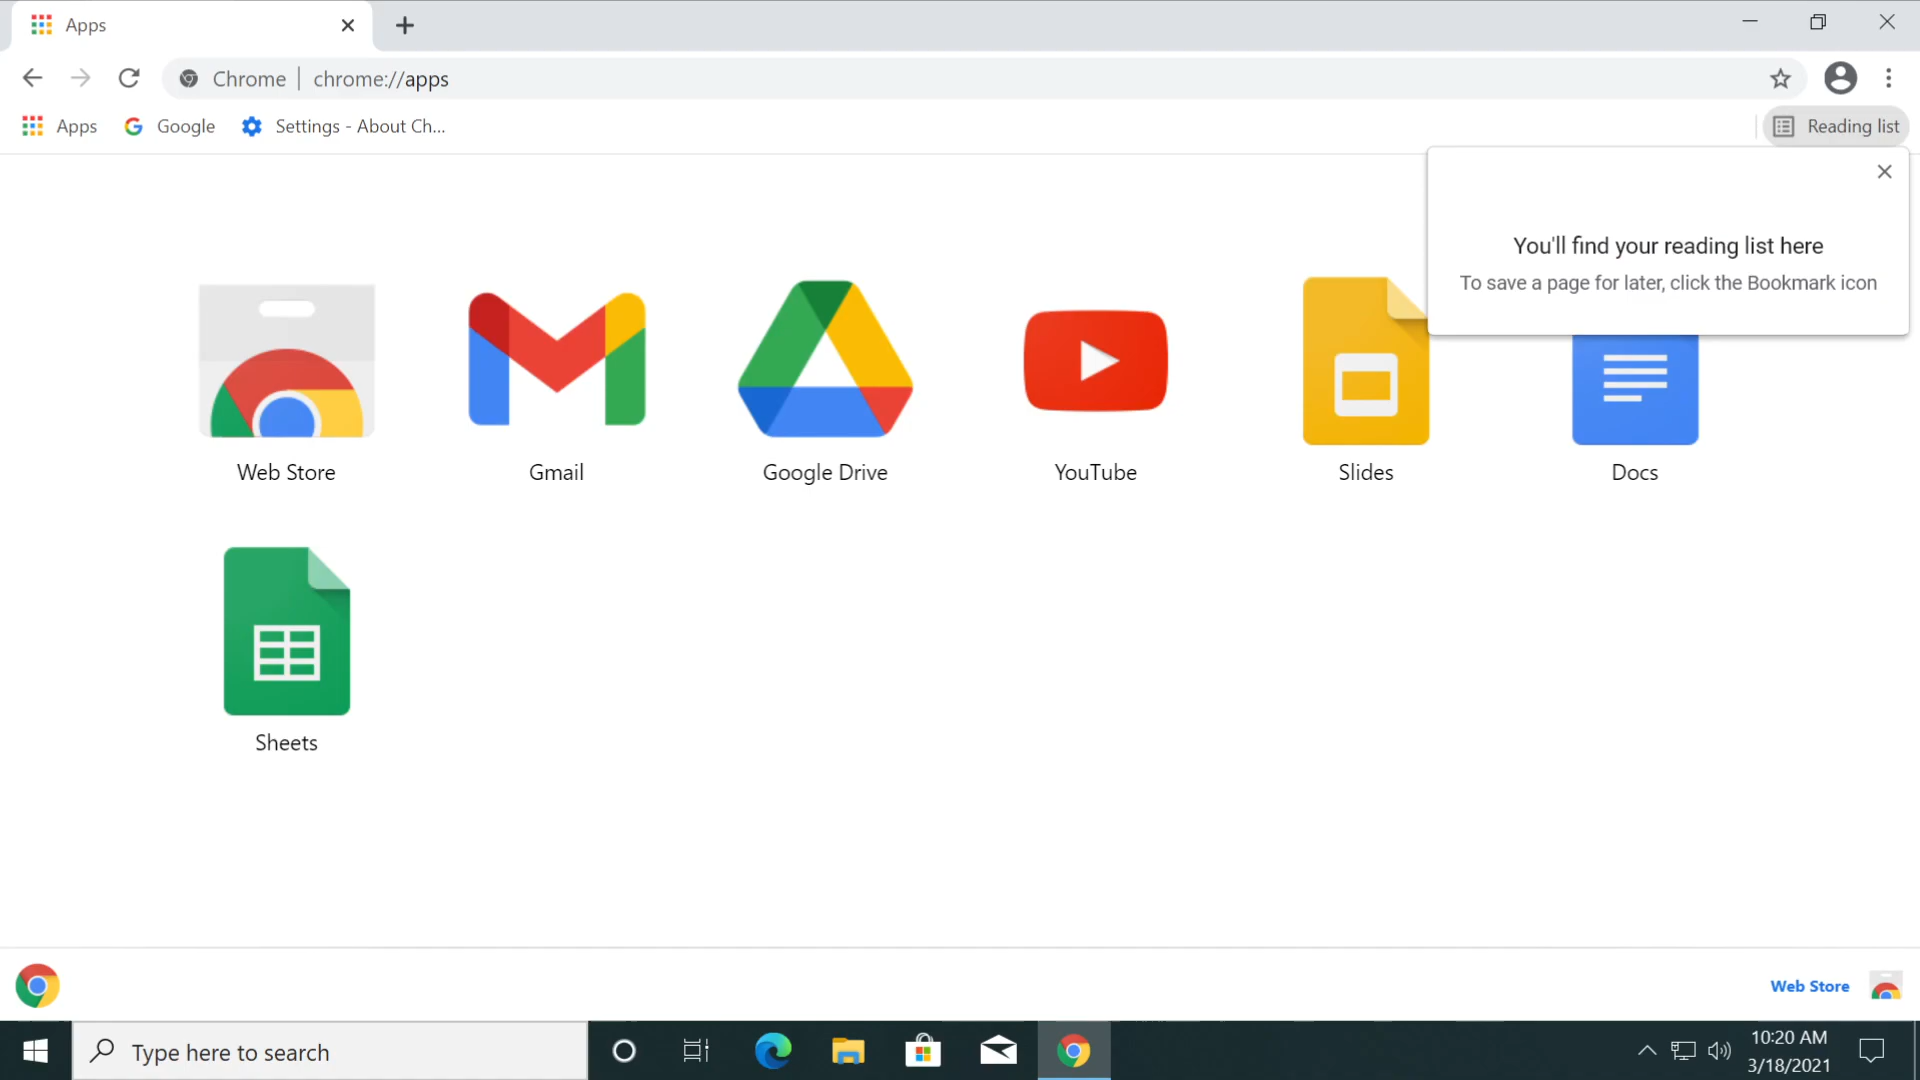 Apps
Chrome | chrome://apps
Apps
Google
Settings - About Ch...
Reading list
You'll find your reading list here
To save a page for later, click the Bookmark icon
Web Store
Gmail
Google Drive
YouTube
Slides
Docs
Sheets
Web Store
Type here to search
10:20 AM
3/18/2021